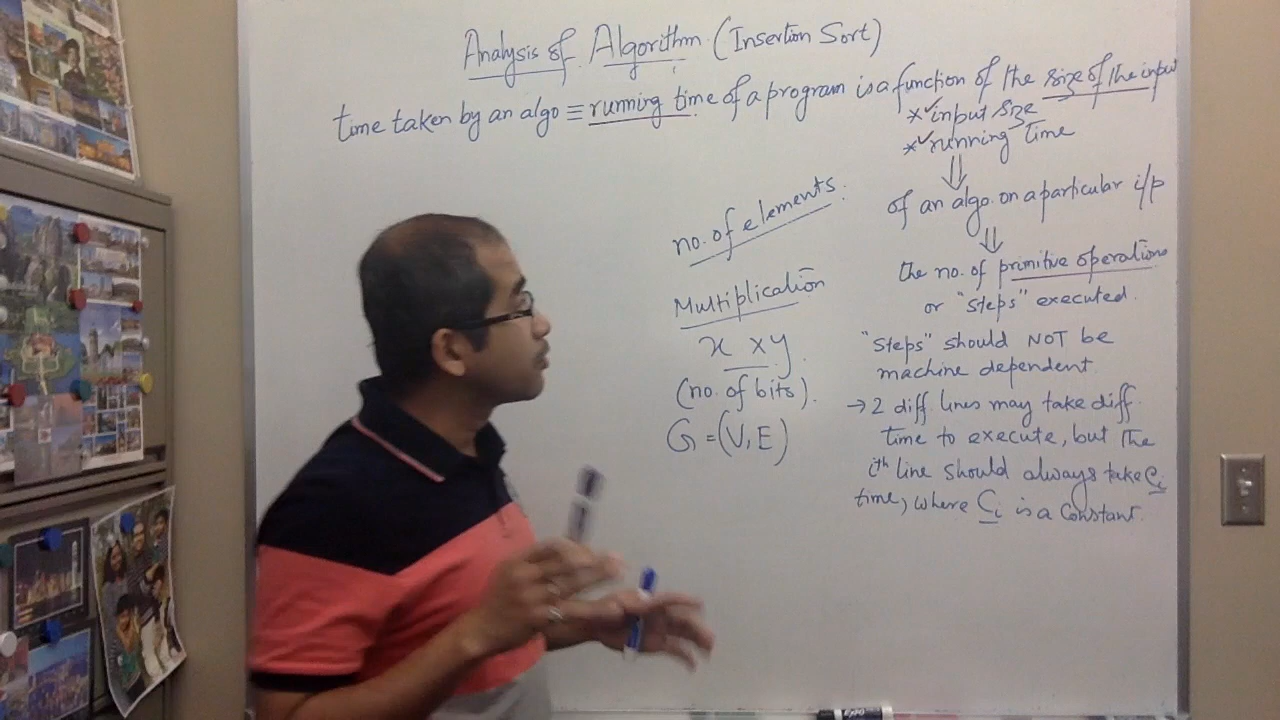 Analysis of Algorithm (Insertion Sort)
time taken by an algo ≡ running time of a program is a function of the size of the input
* ✓ input size
* ✓ running time
⇓
of an algo. on a particular i/p
⇓
the no. of primitive operations
or "steps" executed.
"Steps" should NOT be
machine dependent
→ 2 diff. lines may take diff.
time to execute, but the
ith line should always take Ci
time, where Ci is a constant.
no. of elements.
Multiplication
x × y.
(no. of bits).
G = (V, E)
EXPO